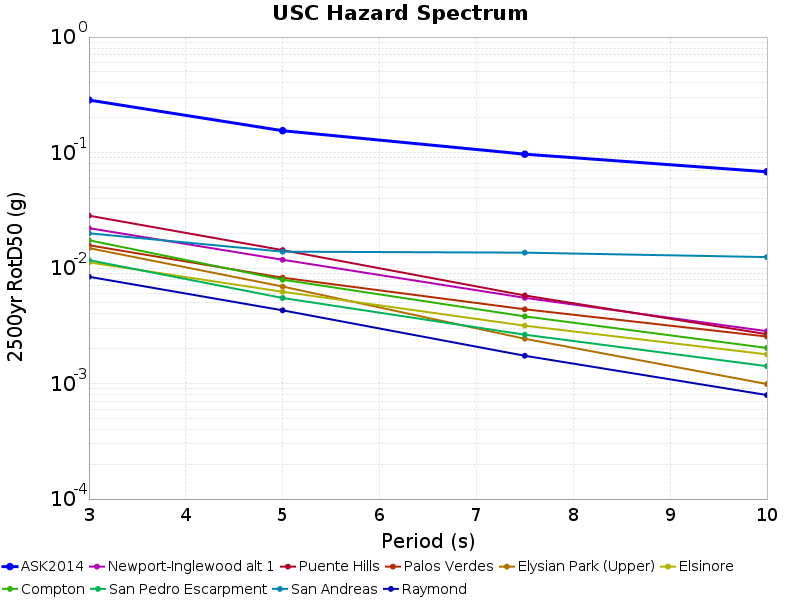 USC Hazard Spectrum
10^0
10^-1
10^-2
10^-3
10^-4
2500yr RotD50 (g)
3 4 5 6 7 8 9 10
Period (s)
ASK2014 Newport-Inglewood alt 1 Puente Hills Palos Verdes Elysian Park (Upper) Elsinore
Compton San Pedro Escarpment San Andreas Raymond